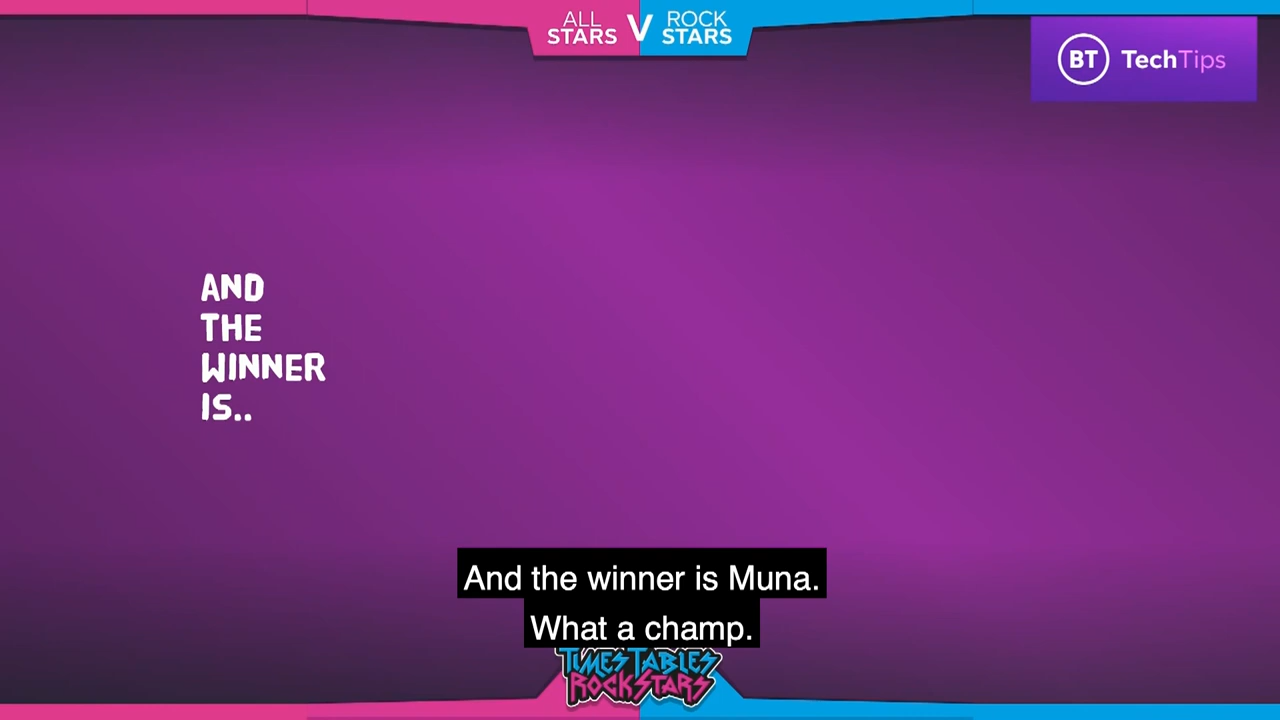 ALL STARS V ROCK STARS
BT TechTips
AND
THE
WINNER
IS..
And the winner is Muna.
What a champ.
TIMES TABLES
ROCK STARS